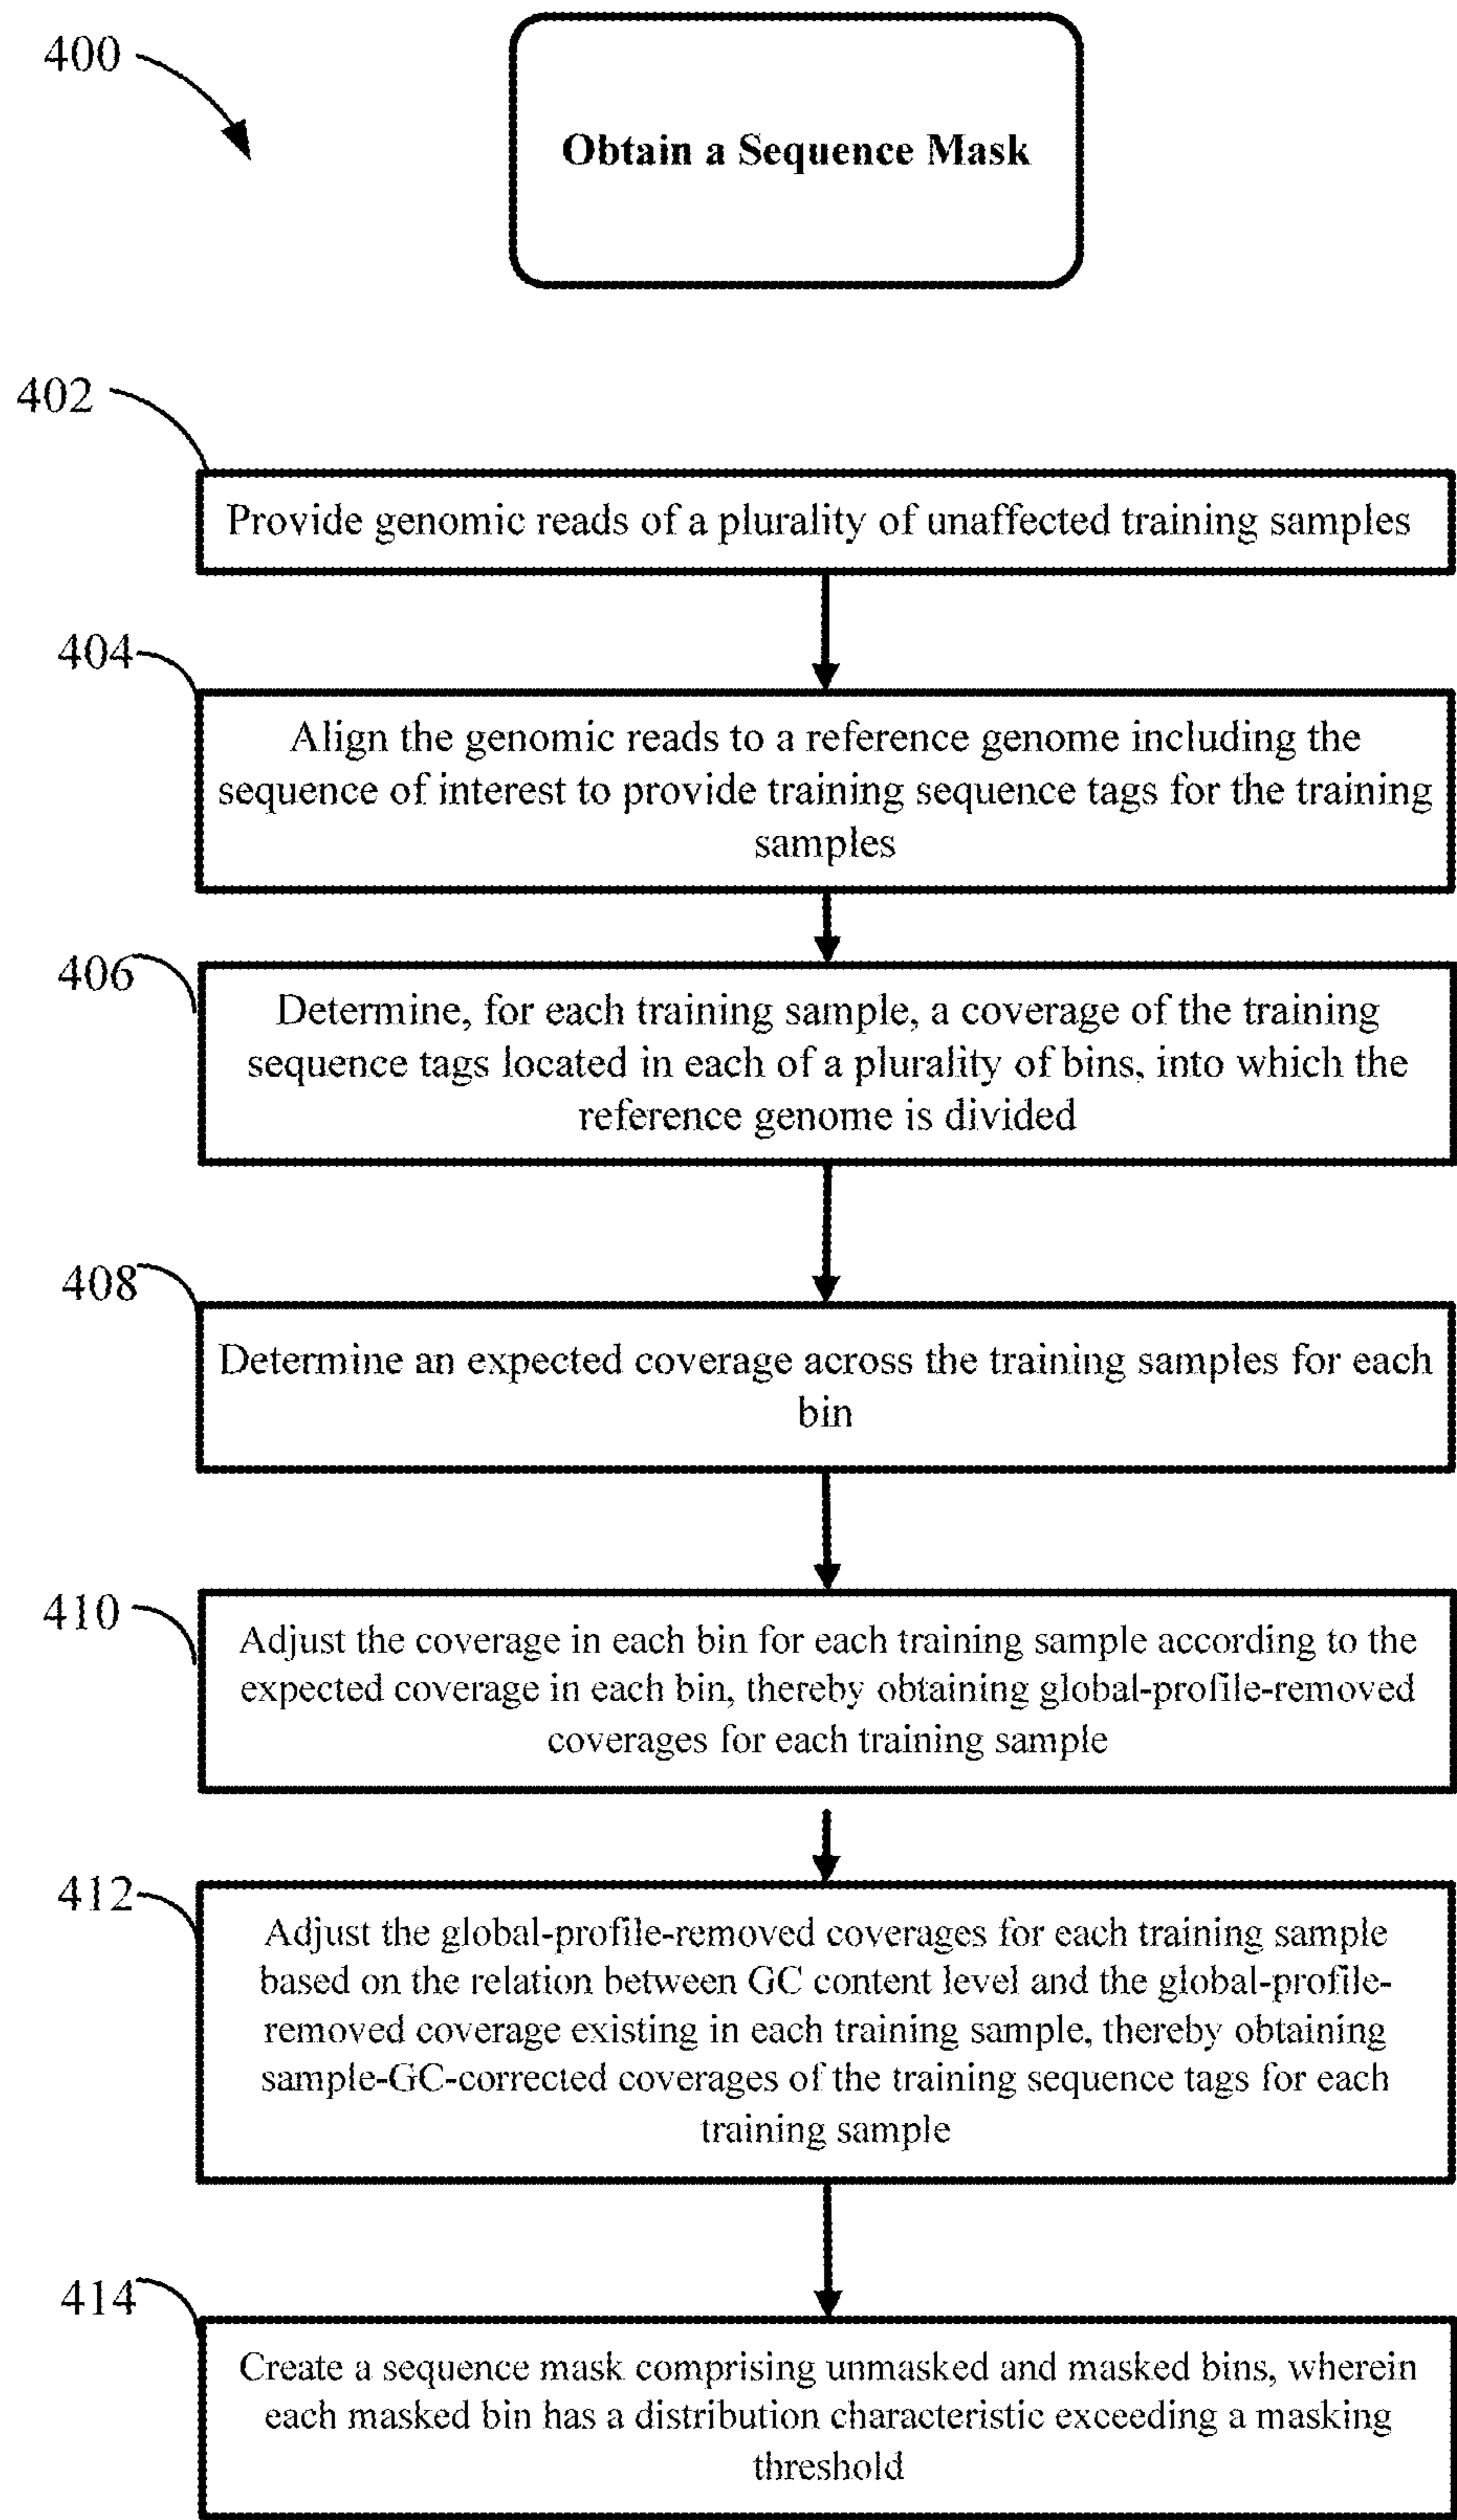 400
Obtain a Sequence Mask
402
Provide genomic reads of a plurality of unaffected training samples
404
Align the genomic reads to a reference genome including the
sequence of interest to provide training sequence tags for the training
samples
406
Determine, for each training sample, a coverage of the training
sequence tags located in each of a plurality of bins, into which the
reference genome is divided
408
Determine an expected coverage across the training samples for each
bin
410
Adjust the coverage in each bin for each training sample according to the
expected coverage in each bin, thereby obtaining global-profile-removed
coverages for each training sample
412
Adjust the global-profile-removed coverages for each training sample
based on the relation between GC content level and the global-profile-
removed coverage existing in each training sample, thereby obtaining
sample-GC-corrected coverages of the training sequence tags for each
training sample
414
Create a sequence mask comprising unmasked and masked bins, wherein
each masked bin has a distribution characteristic exceeding a masking
threshold